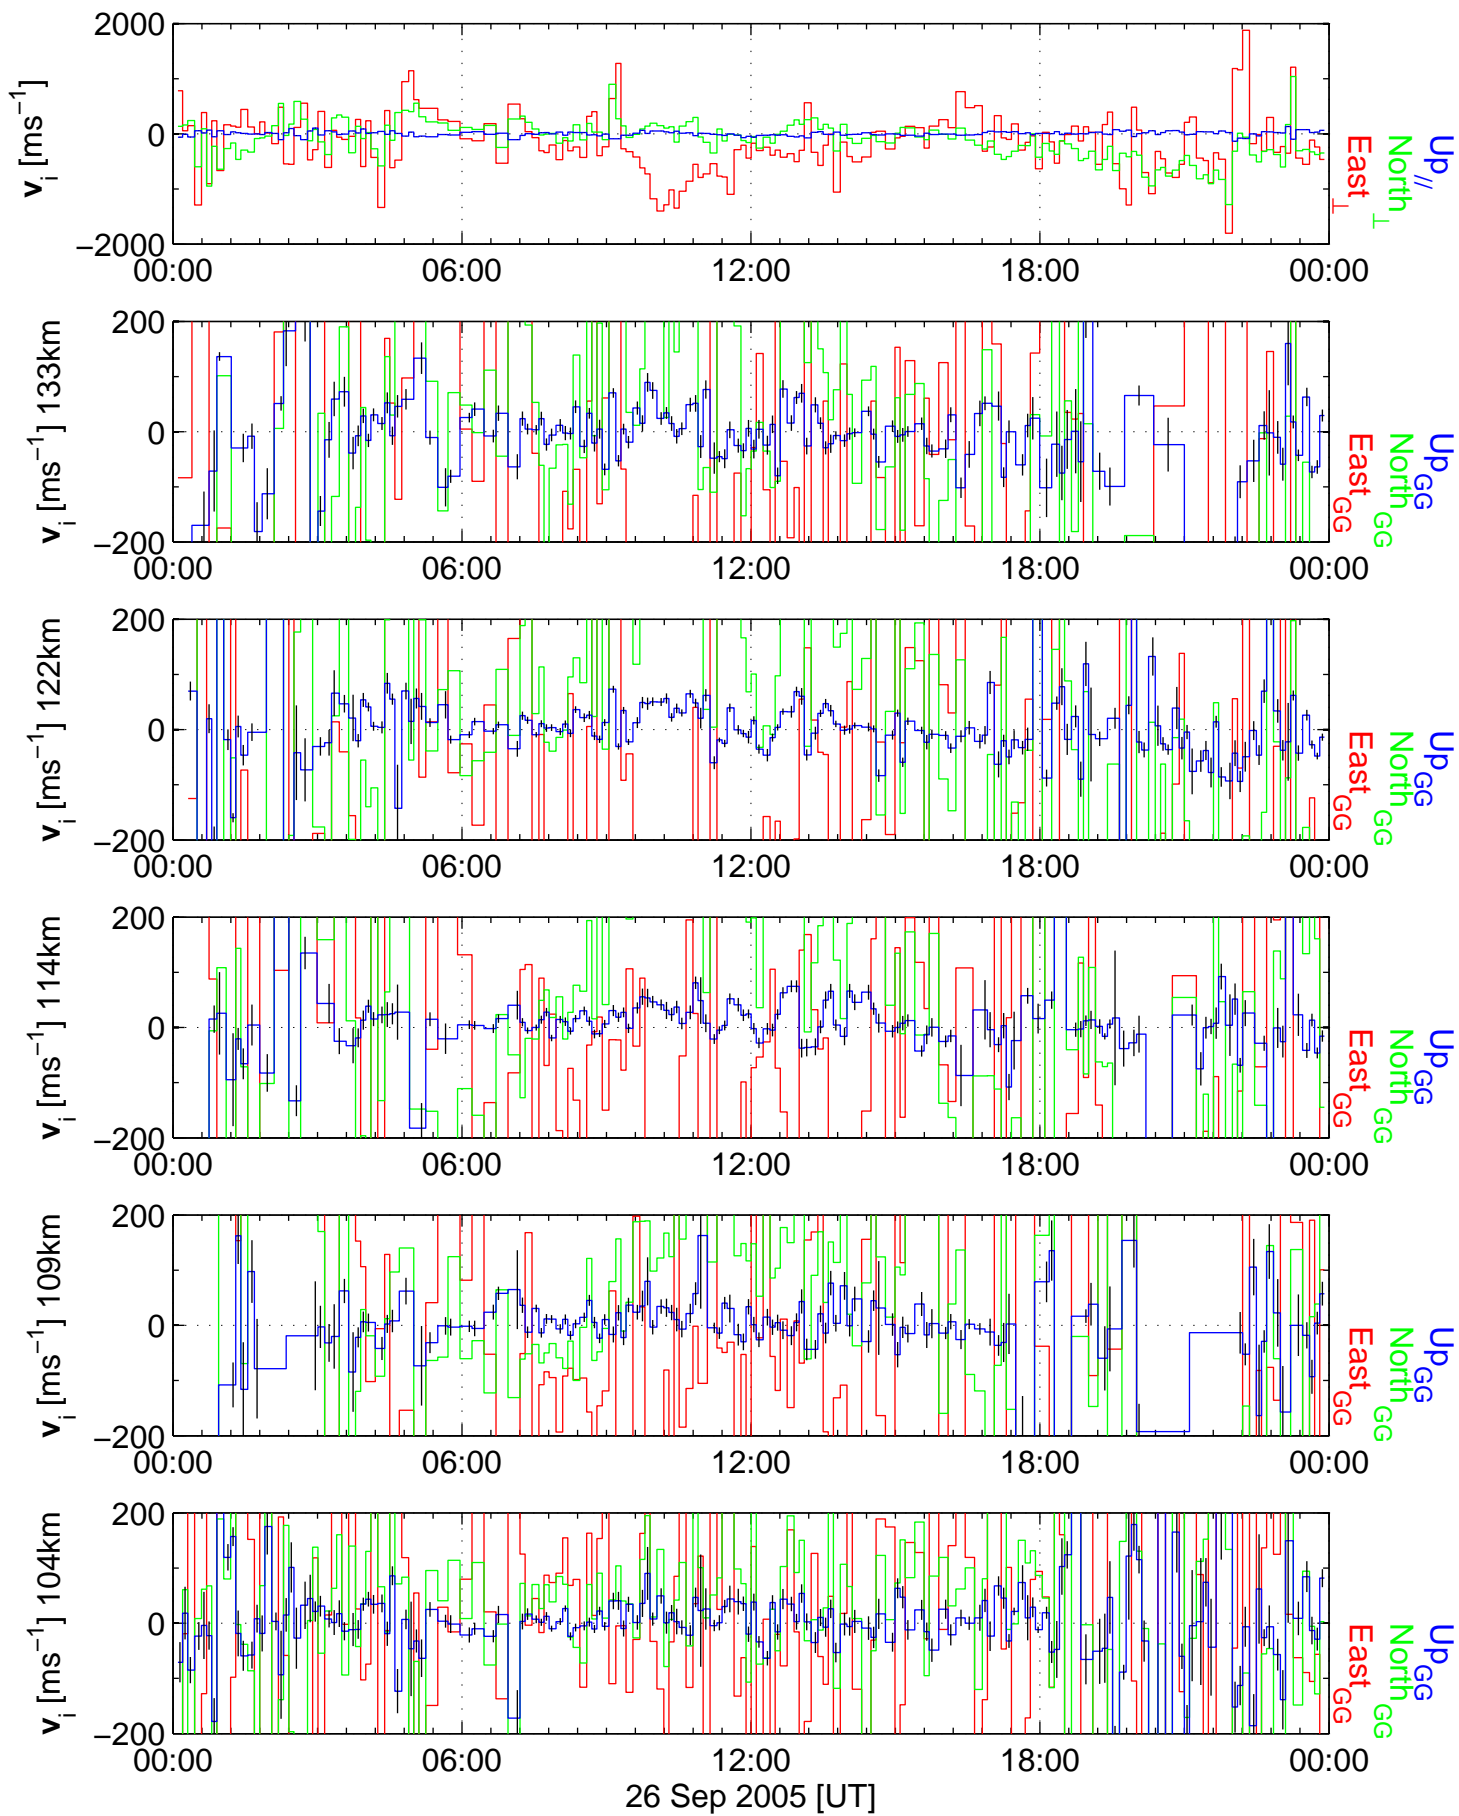 2000
0
−2000
v_i [ms^−1]
00:00 06:00 12:00 18:00 00:00
East_⊥
North_⊥
Up_//
200
0
−200
v_i [ms^−1] 133km
00:00 06:00 12:00 18:00 00:00
East_GG
North_GG
Up_GG
200
0
−200
v_i [ms^−1] 122km
00:00 06:00 12:00 18:00 00:00
East_GG
North_GG
Up_GG
200
0
−200
v_i [ms^−1] 114km
00:00 06:00 12:00 18:00 00:00
East_GG
North_GG
Up_GG
200
0
−200
v_i [ms^−1] 109km
00:00 06:00 12:00 18:00 00:00
East_GG
North_GG
Up_GG
200
0
−200
v_i [ms^−1] 104km
00:00 06:00 12:00 18:00 00:00
East_GG
North_GG
Up_GG
26 Sep 2005 [UT]